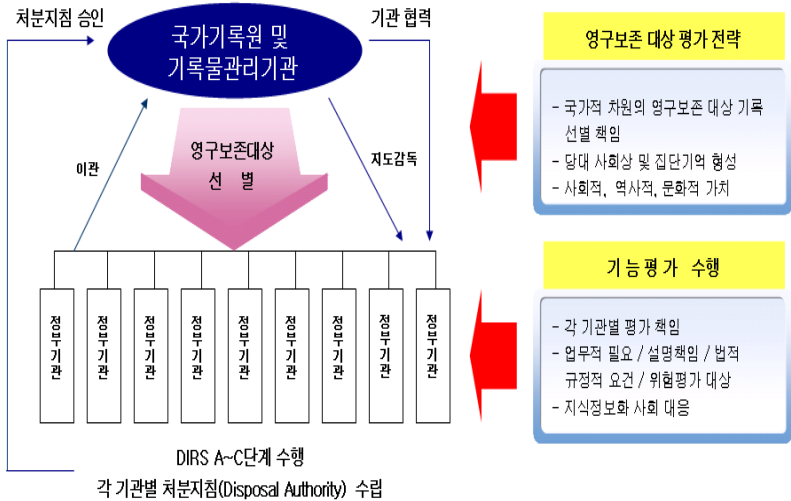 처분지침 승인
기관 협력
국가기록원 및
기록물관리기관
영구보존대상
선 별
이관
지도감독
정부기관
정부기관
정부기관
정부기관
정부기관
정부기관
정부기관
정부기관
정부기관
DIRS A~C단계 수행
각 기관별 처분지침(Disposal Authority) 수립
영구보존 대상 평가 전략
- 국가적 차원의 영구보존 대상 기록
선별 책임
- 당대 사회상 및 집단기억 형성
- 사회적, 역사적, 문화적 가치
기 능 평 가 수행
- 각 기관별 평가 책임
- 업무적 필요 / 설명책임 / 법적
규정적 요건 / 위험평가 대상
- 지식정보화 사회 대응